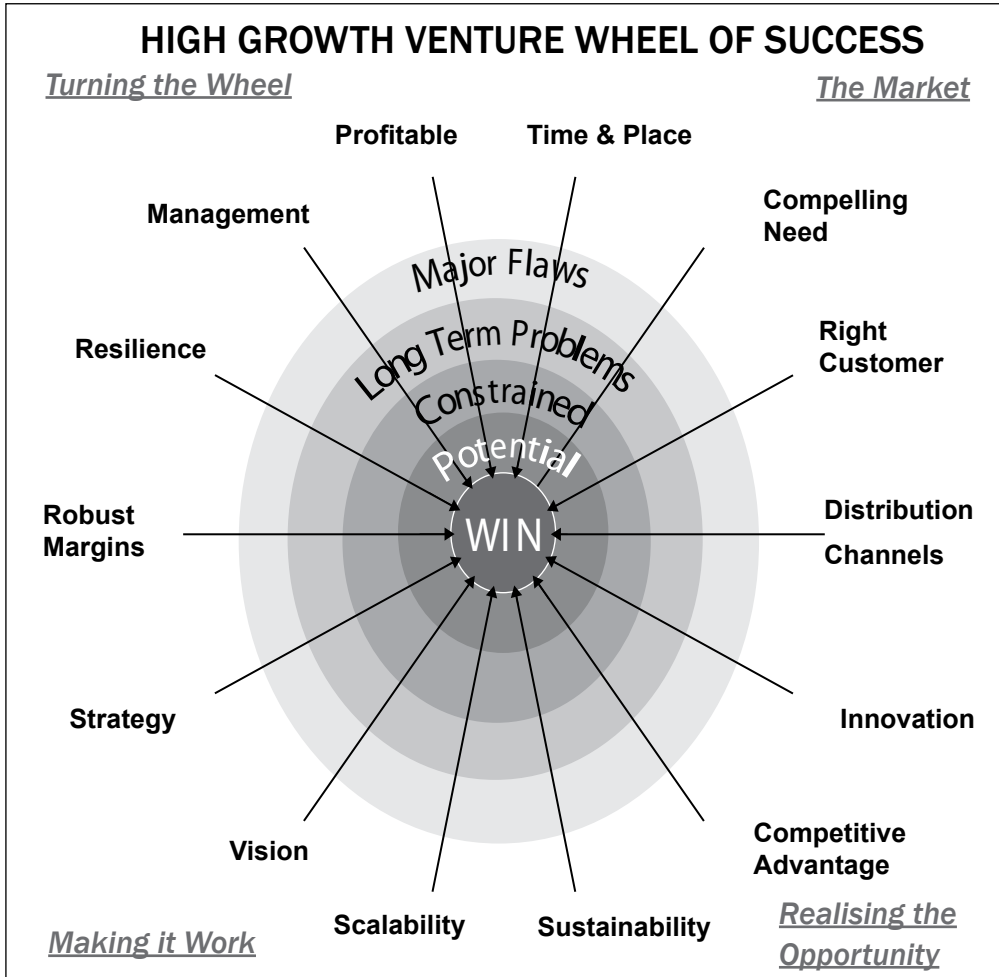 HIGH GROWTH VENTURE WHEEL OF SUCCESS
Turning the Wheel
The Market
Profitable
Time & Place
Management
Compelling
Need
Major Flaws
Resilience
Long Term Problems
Right
Customer
Constrained
Potential
Robust
Margins
WIN
Distribution
Channels
Strategy
Innovation
Vision
Competitive
Advantage
Scalability
Sustainability
Making it Work
Realising the
Opportunity